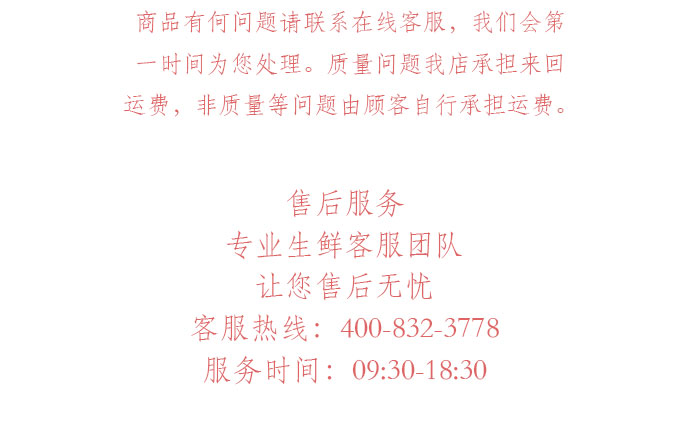 商品有何问题请联系在线客服，我们会第
一时间为您处理。质量问题我店承担来回
运费，非质量等问题由顾客自行承担运费。
售后服务
专业生鲜客服团队
让您售后无忧
客服热线：400-832-3778
服务时间：09:30-18:30